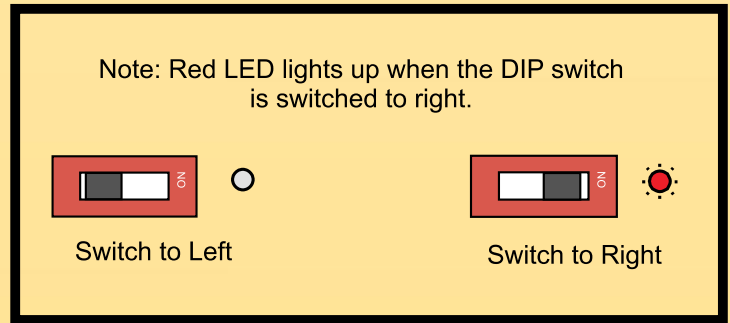 Note: Red LED lights up when the DIP switch
is switched to right.
ON
ON
Switch to Left
Switch to Right